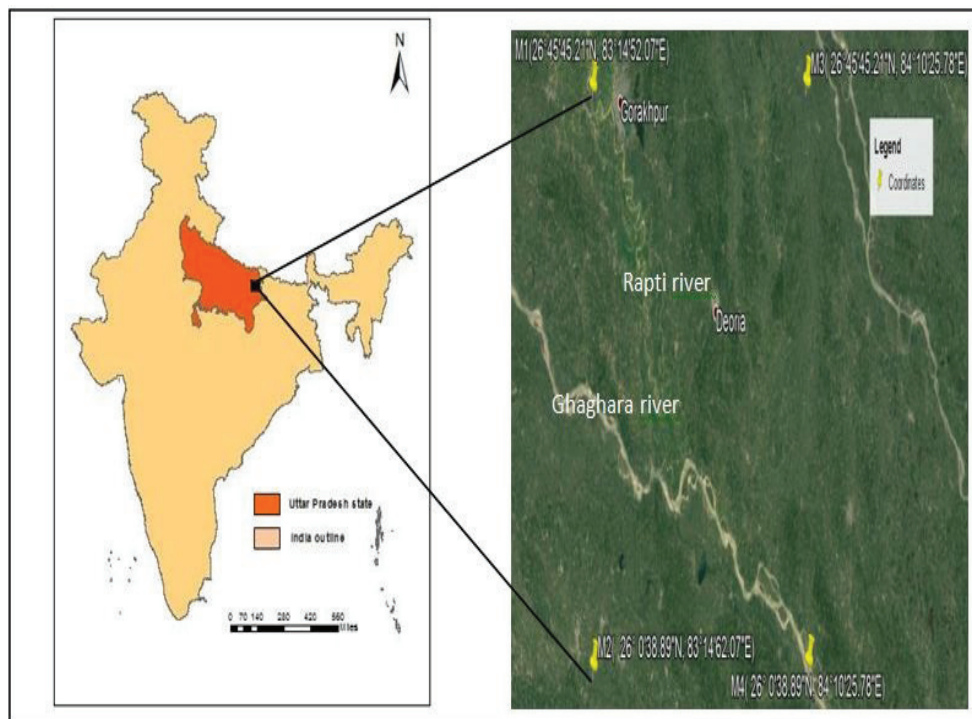 N
Uttar Pradesh state
India outline
0 70 140 280 420 560
Miles
M1(26°45'45.21"N, 83°14'52.07"E)
M3( 26°45'45.21"N, 84°10'25.78"E)
Gorakhpur
Legend
Coordinates
Rapti river
Deoria
Ghaghara river
M2( 26° 0'38.89"N, 83°14'62.07"E)
M4( 26° 0'38.89"N, 84°10'25.78"E)